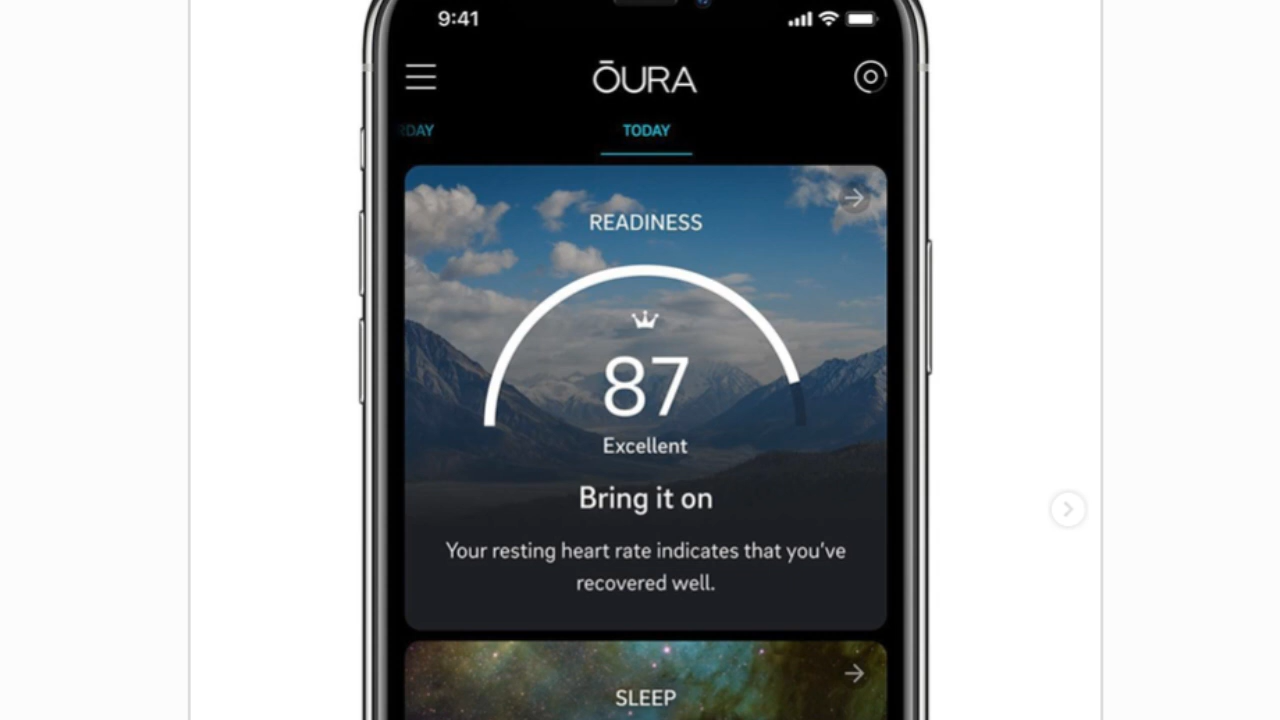 9:41
ŌURA
RDAY
TODAY
READINESS
87
Excellent
Bring it on
Your resting heart rate indicates that you've
recovered well.
SLEEP